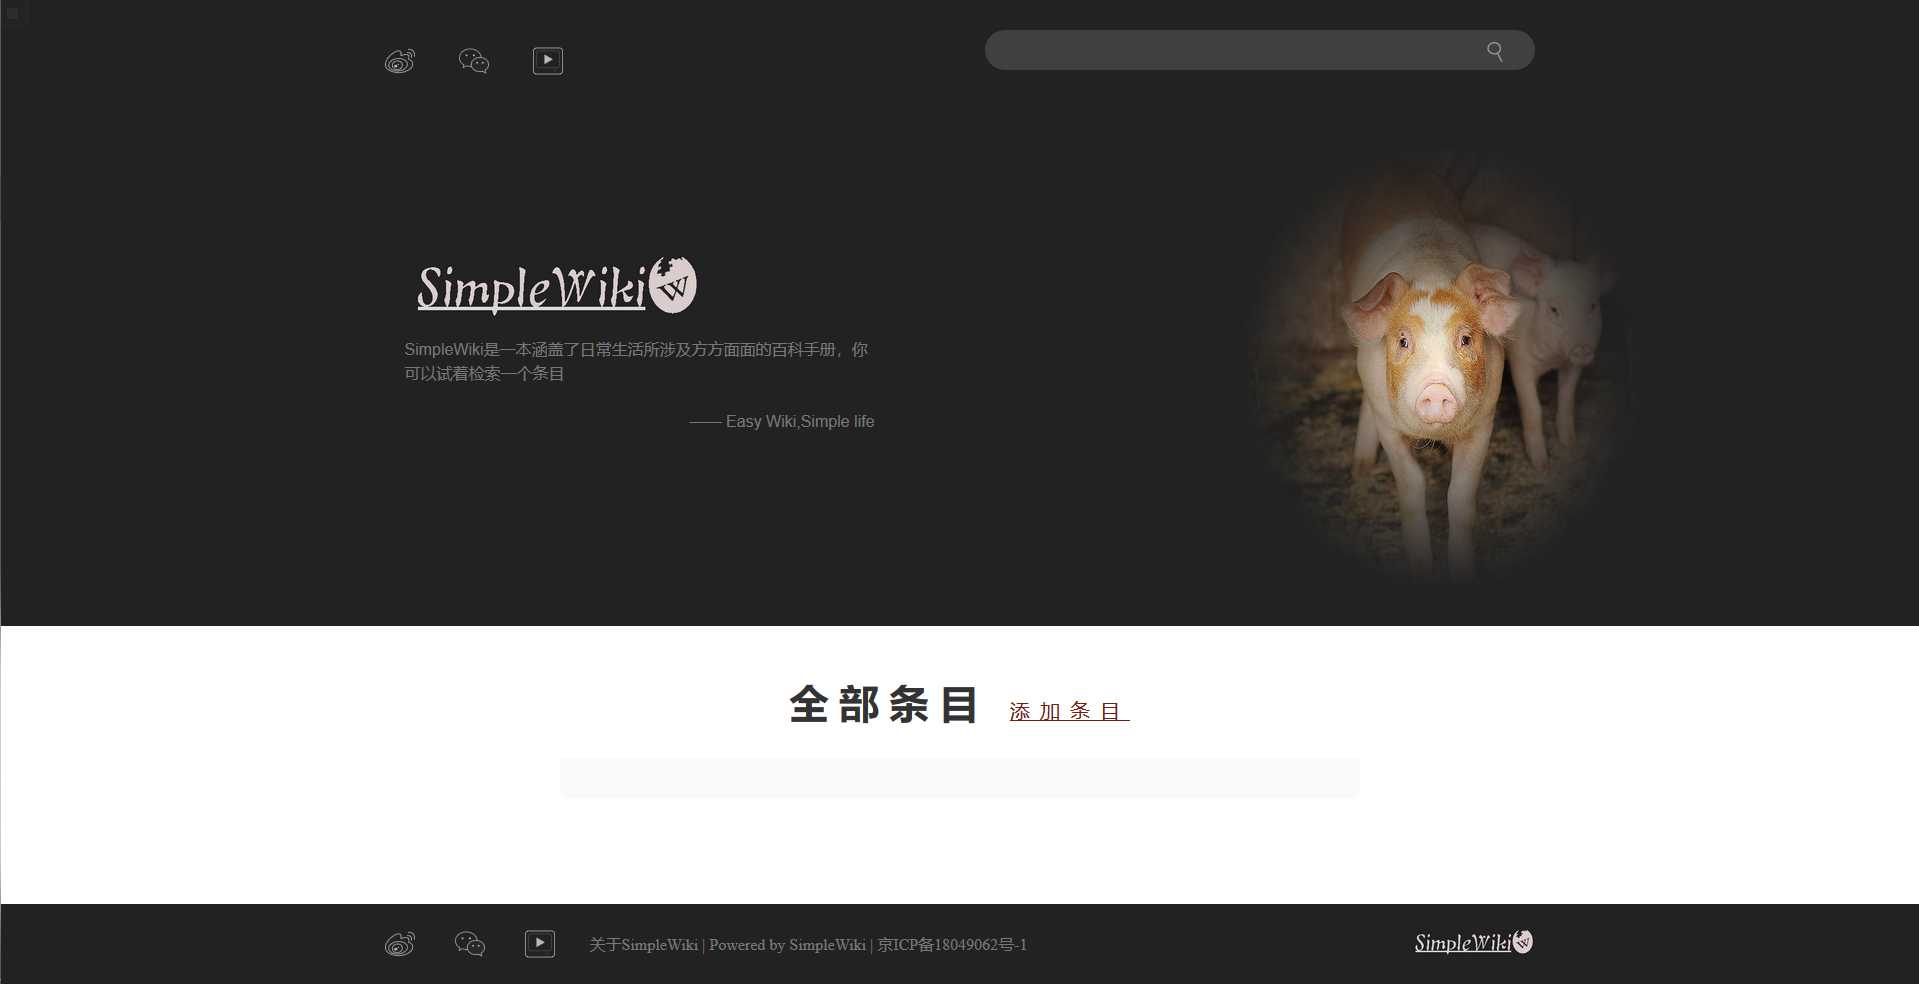 SimpleWiki W
SimpleWiki是一本涵盖了日常生活所涉及方方面面的百科手册，你
可以试着检索一个条目
—— Easy Wiki,Simple life
全部条目 添加条目
关于SimpleWiki | Powered by SimpleWiki | 京ICP备18049062号-1
SimpleWiki W